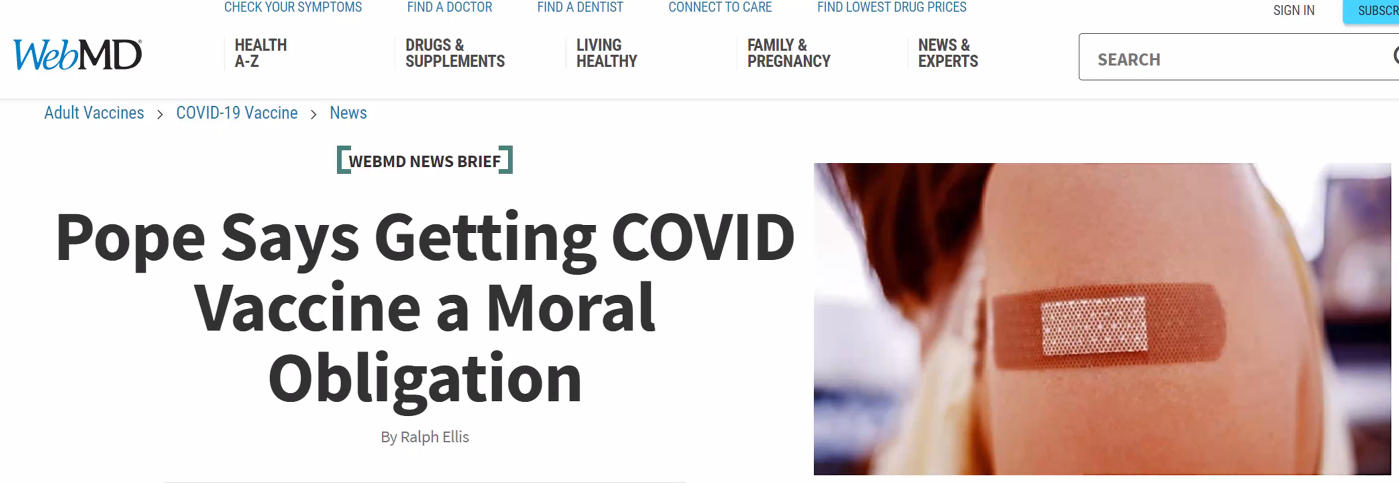 CHECK YOUR SYMPTOMS FIND A DOCTOR FIND A DENTIST CONNECT TO CARE FIND LOWEST DRUG PRICES
SIGN IN
WebMD
HEALTH
A-Z
DRUGS &
SUPPLEMENTS
LIVING
HEALTHY
FAMILY &
PREGNANCY
NEWS &
EXPERTS
SEARCH
Adult Vaccines > COVID-19 Vaccine > News
WEBMD NEWS BRIEF
Pope Says Getting COVID
Vaccine a Moral
Obligation
By Ralph Ellis